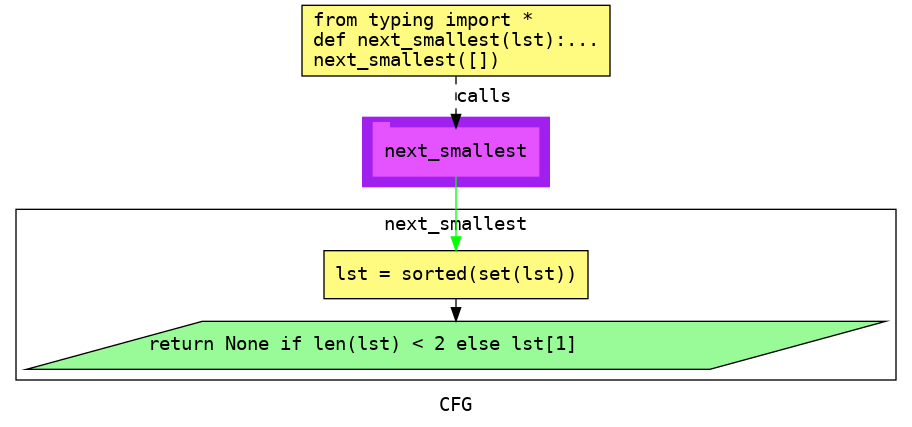 from typing import *
def next_smallest(lst):...
next_smallest([])
calls
next_smallest
next_smallest
lst = sorted(set(lst))
return None if len(lst) < 2 else lst[1]
CFG